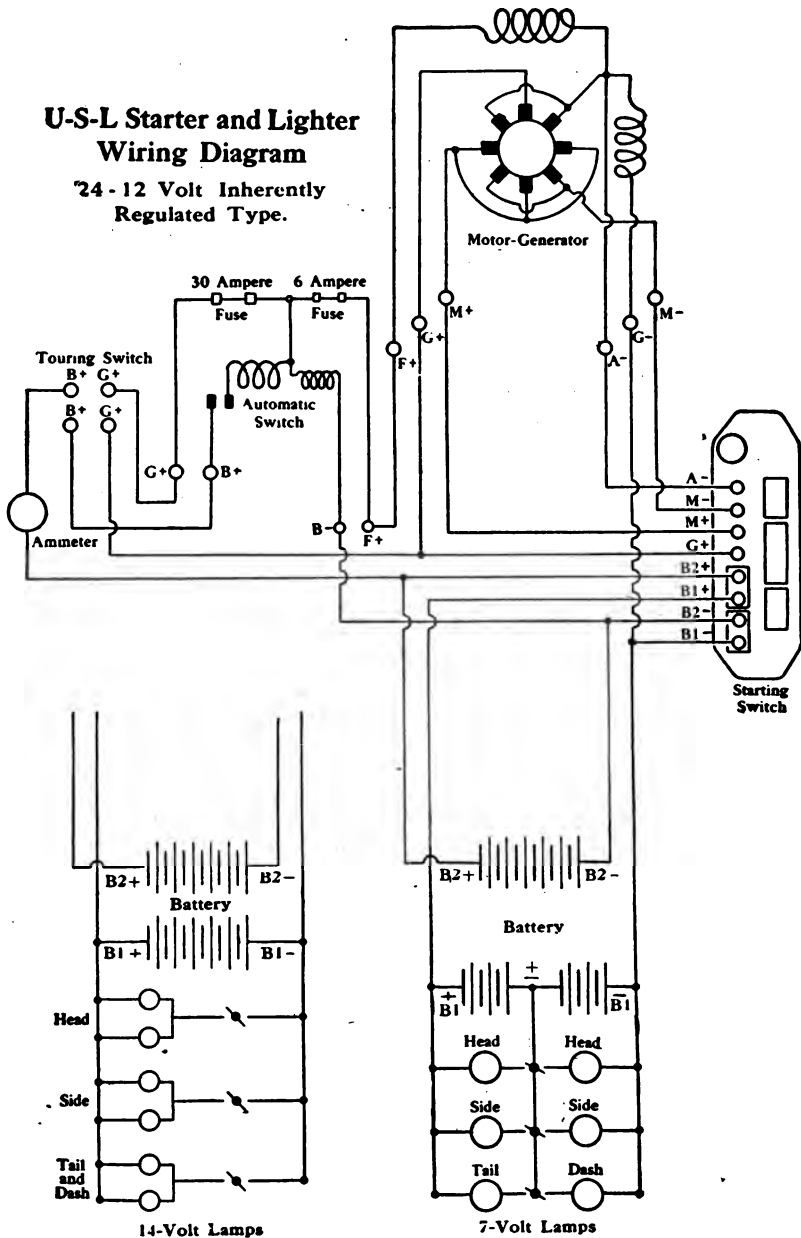 U-S-L Starter and Lighter
Wiring Diagram
24 - 12 Volt Inherently
Regulated Type.
Motor-Generator
30 Ampere
Fuse
6 Ampere
Fuse
M+
G+
F+
M-
G-
A-
Touring Switch
B+ G+
B+ G+
Automatic
Switch
G+
B+
B-
F+
Ammeter
A-
M-
M+
G+
B2+
B1+
B2-
B1-
Starting
Switch
B2+
B2-
Battery
B1+
B1-
Head
Side
Tail
and
Dash
14-Volt Lamps
B2+
B2-
Battery
+
B1
±
-
B1
Head
Head
Side
Side
Tail
Dash
7-Volt Lamps